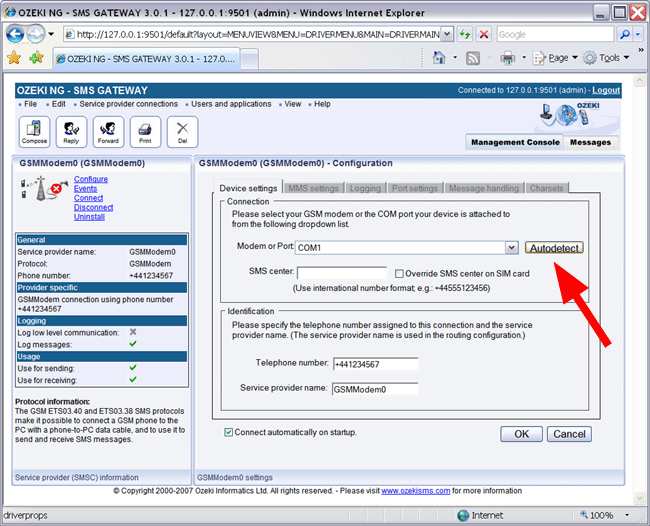 OZEKI NG - SMS GATEWAY 3.0.1 - 127.0.0.1:9501 (admin) - Windows Internet Explorer
http://127.0.0.1:9501/default?layout=MENUVIEW&MENU=DRIVERMENU&MAIN=DRIVERMAIN
OZEKI NG - SMS GATEWAY 3.0.1 - 127.0....
Page
Tools
OZEKI NG - SMS GATEWAY
Connected to 127.0.0.1:9501 (admin) - Logout
File Edit Service provider connections Users and applications View Help
OZEKI
Compose Reply Forward Print Del
Management Console Messages
GSMModem0 (GSMModem0)
Configure
Events
Connect
Disconnect
Uninstall
General
Service provider name: GSMModem0
Protocol: GSMModem
Phone number: +441234567
Provider specific
GSMModem connection using phone number
+441234567
Logging
Log low level communication:
Log messages:
Usage
Use for sending:
Use for receiving:
Protocol information:
The GSM ETS03.40 and ETS03.38 SMS protocols
make it possible to connect a GSM phone to the
PC with a phone-to-PC data cable, and to use it to
send and receive SMS messages.
Service provider (SMSC) information
GSMModem0 (GSMModem0) - Configuration
Device settings MMS settings Logging Port settings Message handling Charsets
Connection
Please select your GSM modem or the COM port your device is attached to
from the following dropdown list.
Modem or Port: COM1 Autodetect
SMS center: Override SMS center on SIM card
(Use international number format; e.g.: +44555123456)
Identification
Please specify the telephone number assigned to this connection and the service
provider name. (The service provider name is used in the routing configuration.)
Telephone number: +441234567
Service provider name: GSMModem0
Connect automatically on startup.
OK Cancel
GSMModem0 settings
© Copyright 2000-2007 Ozeki Informatics Ltd. All rights reserved. - Please visit www.ozekisms.com for more information
driverprops
Internet
100%